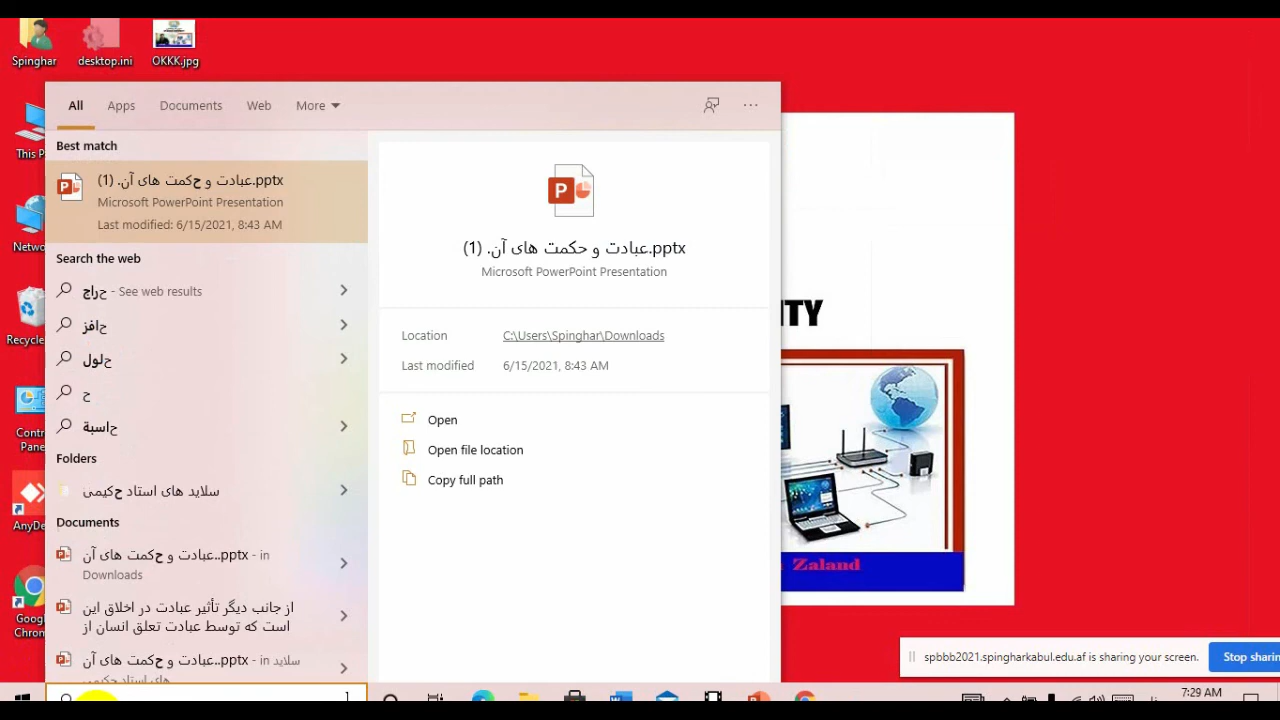 Spinghar
desktop.ini
OKKK.jpg
This P
Netwo
Recycle
Contr
Pane
AnyDe
Goog
Chron
All Apps Documents Web More
Best match
عبادت و حکمت های آن. (1).pptx
Microsoft PowerPoint Presentation
Last modified: 6/15/2021, 8:43 AM
Search the web
حراج - See web results
حافز
حلول
ح
حاسبة
Folders
سلاید های استاد حکیمی
Documents
عبادت و حکمت های آن..pptx - in
Downloads
از جانب دیگر تأثیر عبادت در اخلاق این
است که توسط عبادت تعلق انسان از
عبادت و حکمت های آن..pptx - in سلاید
های استاد حکیمی
عبادت و حکمت های آن. (1).pptx
Microsoft PowerPoint Presentation
Location C:\Users\Spinghar\Downloads
Last modified 6/15/2021, 8:43 AM
Open
Open file location
Copy full path
ITY
Zaland
spbbb2021.spingharkabul.edu.af is sharing your screen. Stop sharin
7:29 AM